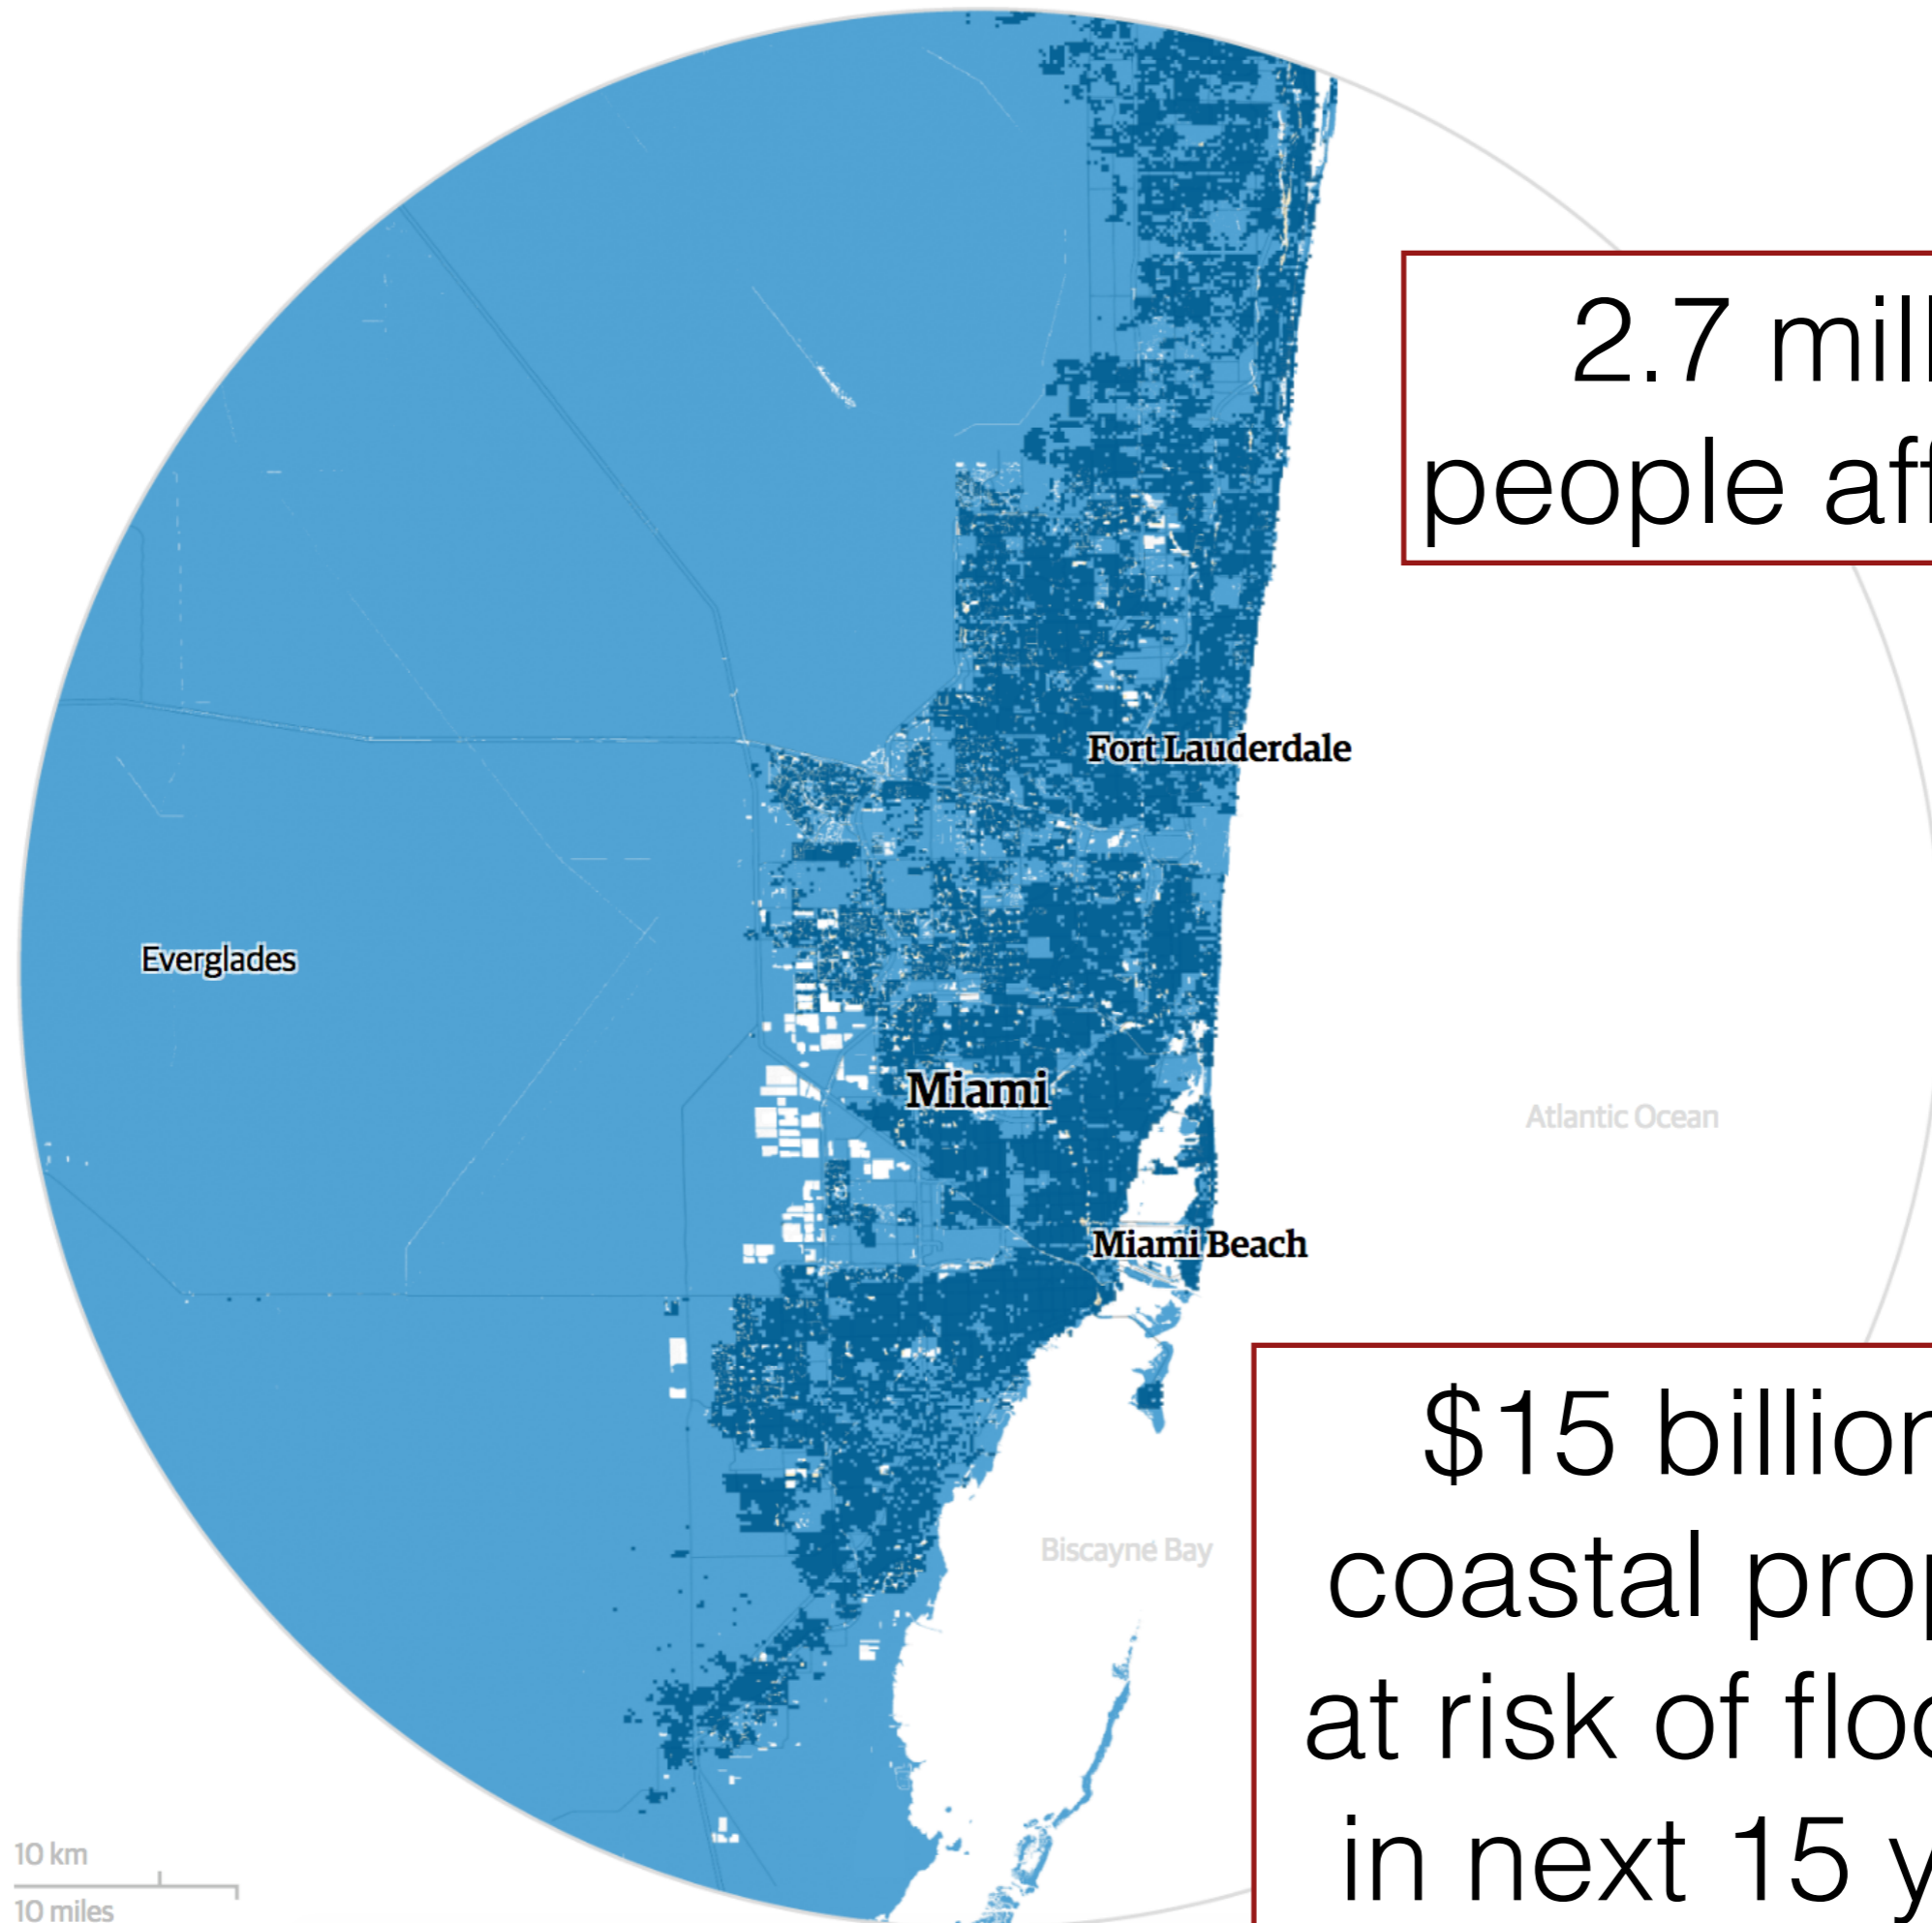 2.7 mill
people aff
Fort Lauderdale
Everglades
Miami
Atlantic Ocean
Miami Beach
$15 billion
coastal prop
at risk of floo
in next 15 y
Biscayne Bay
10 km
10 miles